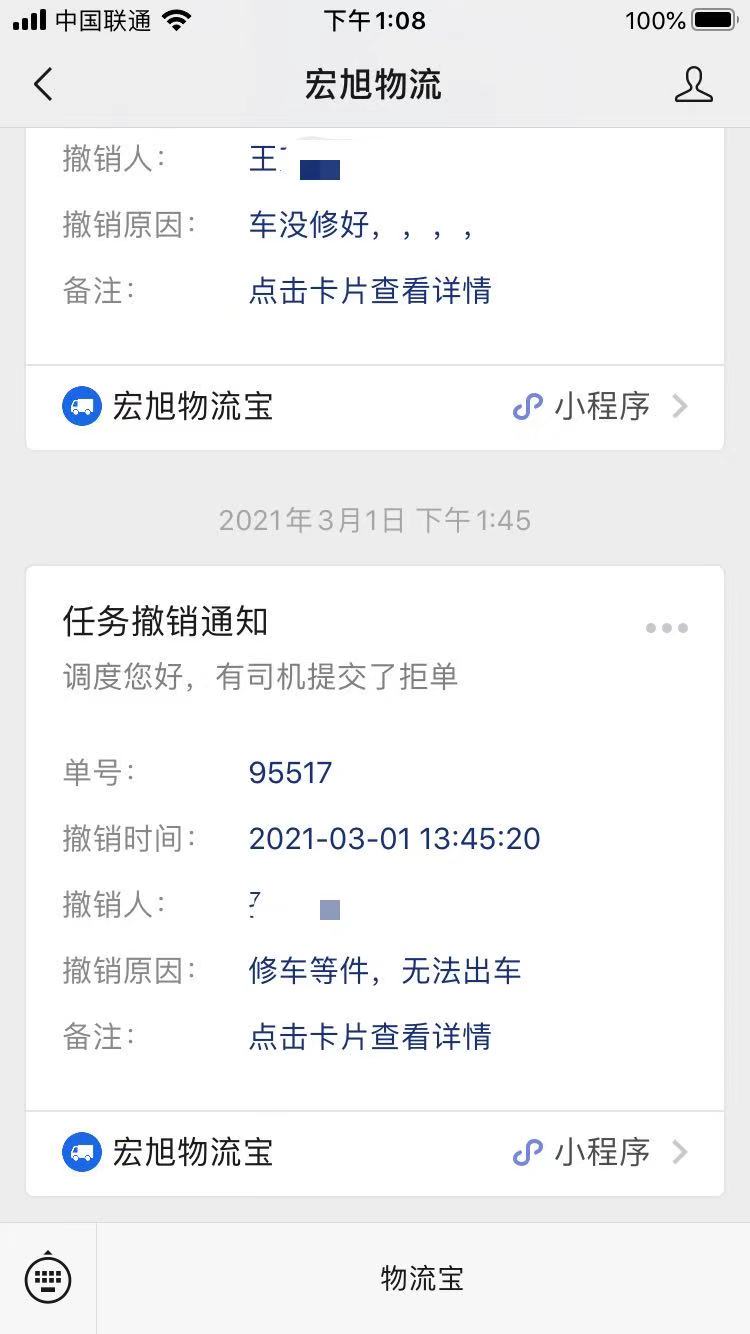 中国联通 下午1:08 100%
宏旭物流
撤销人： 王
撤销原因： 车没修好，，，，
备注： 点击卡片查看详情
宏旭物流宝 小程序
2021年3月1日 下午1:45
任务撤销通知
调度您好，有司机提交了拒单
单号： 95517
撤销时间： 2021-03-01 13:45:20
撤销人：
撤销原因： 修车等件，无法出车
备注： 点击卡片查看详情
宏旭物流宝 小程序
物流宝